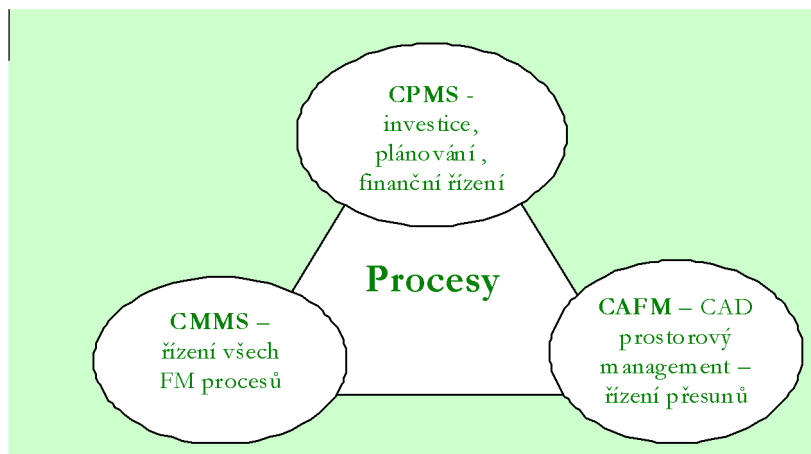 CPMS -
investice,
plánování ,
finanční řízení
Procesy
CMMS –
řízení všech
FM procesů
CAFM – CAD
prostorový
management –
řízení přesunů